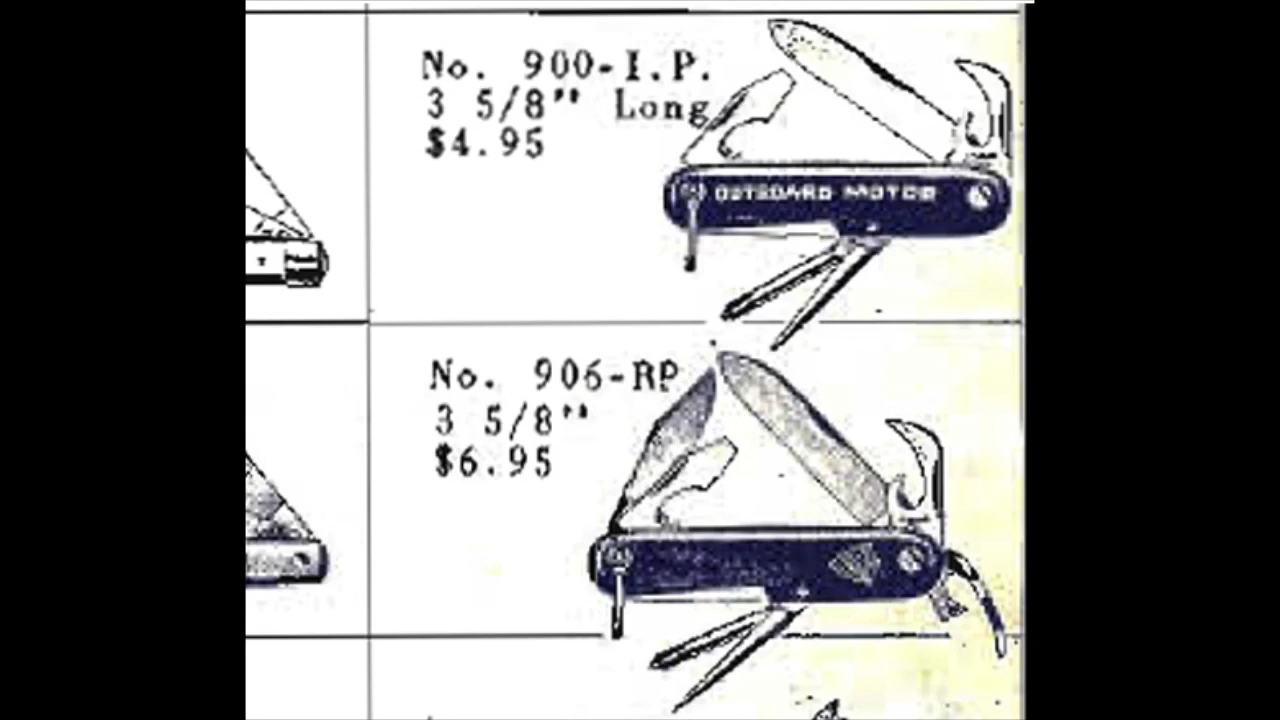 No. 900-I.P.
3 5/8" Long
$4.95
OUTBOARD MOTOR
No. 906-RP
3 5/8"
$6.95